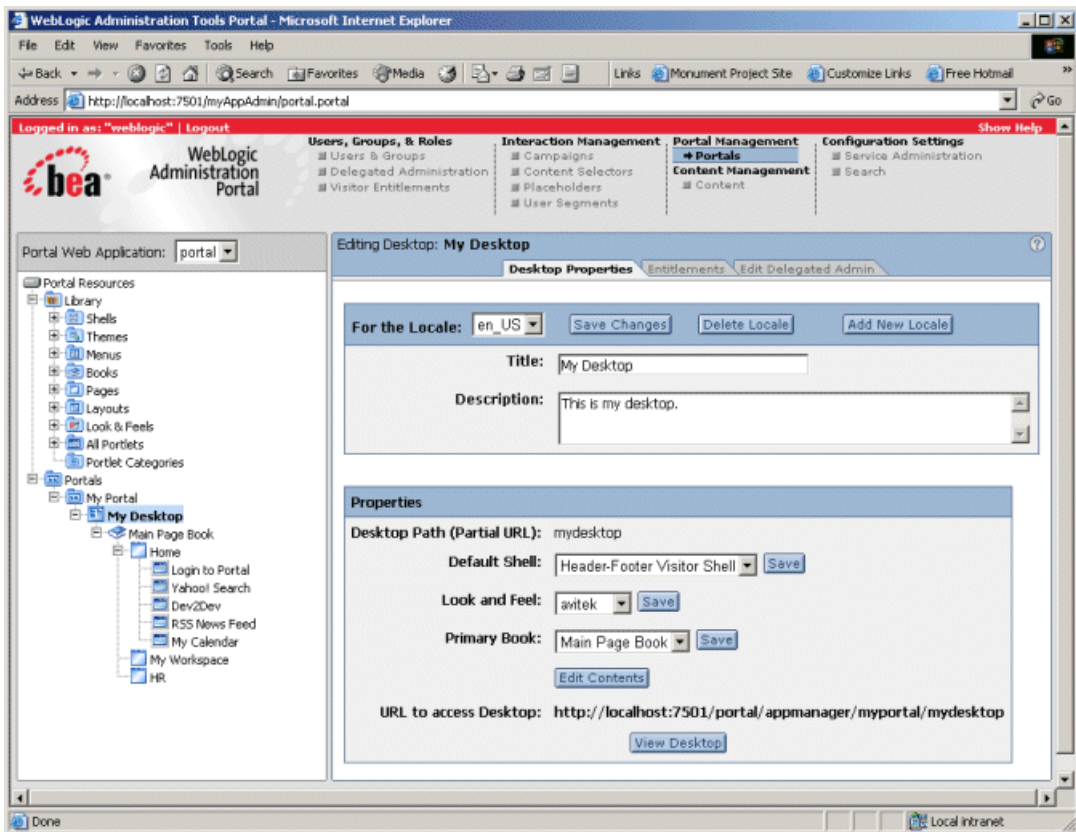 WebLogic Administration Tools Portal - Microsoft Internet Explorer
File Edit View Favorites Tools Help
Back Search Favorites Media Links Monument Project Site Customize Links Free Hotmail »
Address http://localhost:7501/myAppAdmin/portal.portal Go
Logged in as: "weblogic" | Logout Show Help
bea
WebLogic
Administration
Portal
Users, Groups, & Roles
Users & Groups
Delegated Administration
Visitor Entitlements
Interaction Management
Campaigns
Content Selectors
Placeholders
User Segments
Portal Management
Portals
Content Management
Content
Configuration Settings
Service Administration
Search
Portal Web Application: portal
Portal Resources
Library
Shells
Themes
Menus
Books
Pages
Layouts
Look & Feels
All Portlets
Portlet Categories
Portals
My Portal
My Desktop
Main Page Book
Home
Login to Portal
Yahoo! Search
Dev2Dev
RSS News Feed
My Calendar
My Workspace
HR
Editing Desktop: My Desktop ?
Desktop Properties Entitlements Edit Delegated Admin
For the Locale: en_US Save Changes Delete Locale Add New Locale
Title: My Desktop
Description: This is my desktop.
Properties
Desktop Path (Partial URL): mydesktop
Default Shell: Header-Footer Visitor Shell Save
Look and Feel: avitek Save
Primary Book: Main Page Book Save
Edit Contents
URL to access Desktop: http://localhost:7501/portal/appmanager/myportal/mydesktop
View Desktop
Done Local intranet